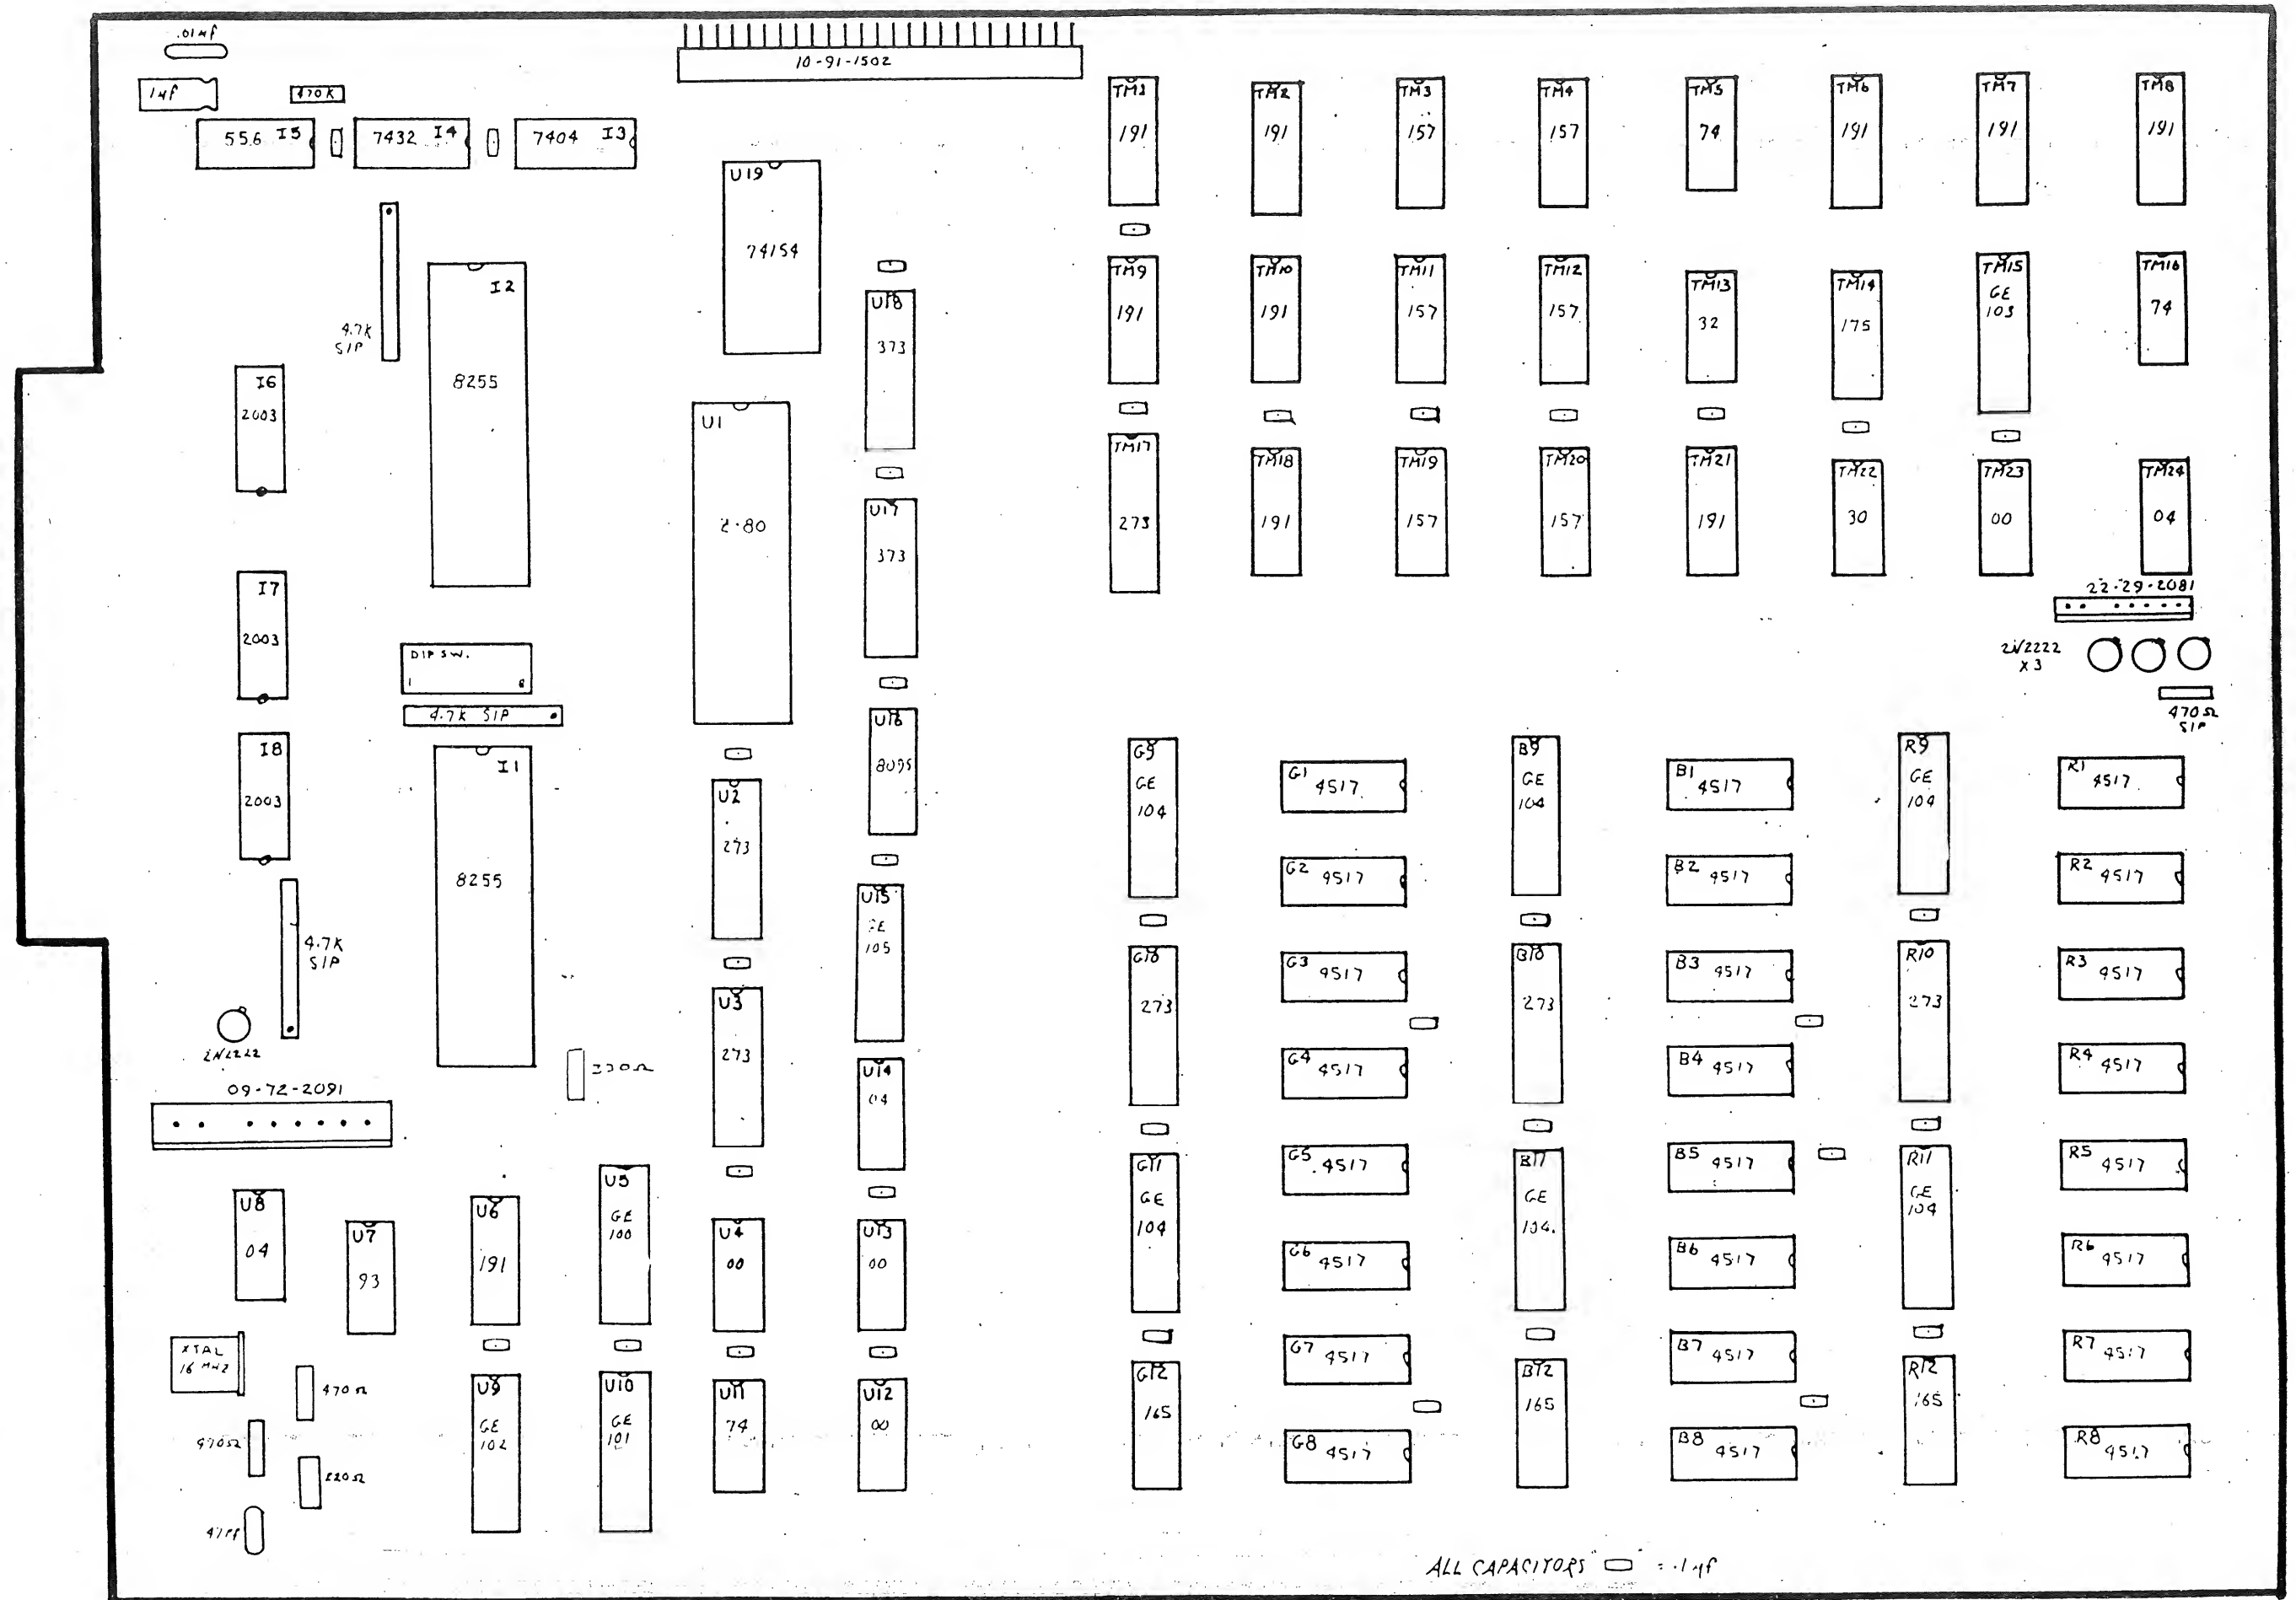 .01 µf
1µf
470K
556 I5
7432 I4
7404 I3
10-91-1502
TM1
191
TM2
191
TM3
157
TM4
157
TM5
74
TM6
191
TM7
191
TM8
191
U19
74154
I2
8255
4.7K
SIP
U18
373
TM9
191
TM10
191
TM11
157
TM12
157
TM13
32
TM14
175
TM15
GE
103
TM16
74
I6
2003
U1
Z-80
U17
373
TM17
273
TM18
191
TM19
157
TM20
157
TM21
191
TM22
30
TM23
00
TM24
04
I7
2003
22-29-2081
2N2222
X 3
470Ω
SIP
DIP SW.
1 8
4.7K SIP
I8
2003
I1
8255
U16
8095
U2
273
U15
GE
105
4.7K
SIP
2N2222
U3
273
U14
04
09-72-2091
U8
04
U7
93
U6
191
U5
GE
100
U4
00
U13
00
XTAL
16 MHZ
470Ω
470Ω
220Ω
47Pf
U9
GE
102
U10
GE
101
U11
74
U12
00
G9
GE
104
G1 4517
B9
GE
104
B1 4517
R9
GE
104
R1 4517
G2 4517
B2 4517
R2 4517
G10
273
G3 4517
B10
273
B3 4517
R10
273
R3 4517
G4 4517
B4 4517
R4 4517
G11
GE
104
G5 4517
B11
GE
104
B5 4517
R11
GE
104
R5 4517
G6 4517
B6 4517
R6 4517
G12
165
G7 4517
B12
165
B7 4517
R12
165
R7 4517
G8 4517
B8 4517
R8 4517
ALL CAPACITORS = .1µf